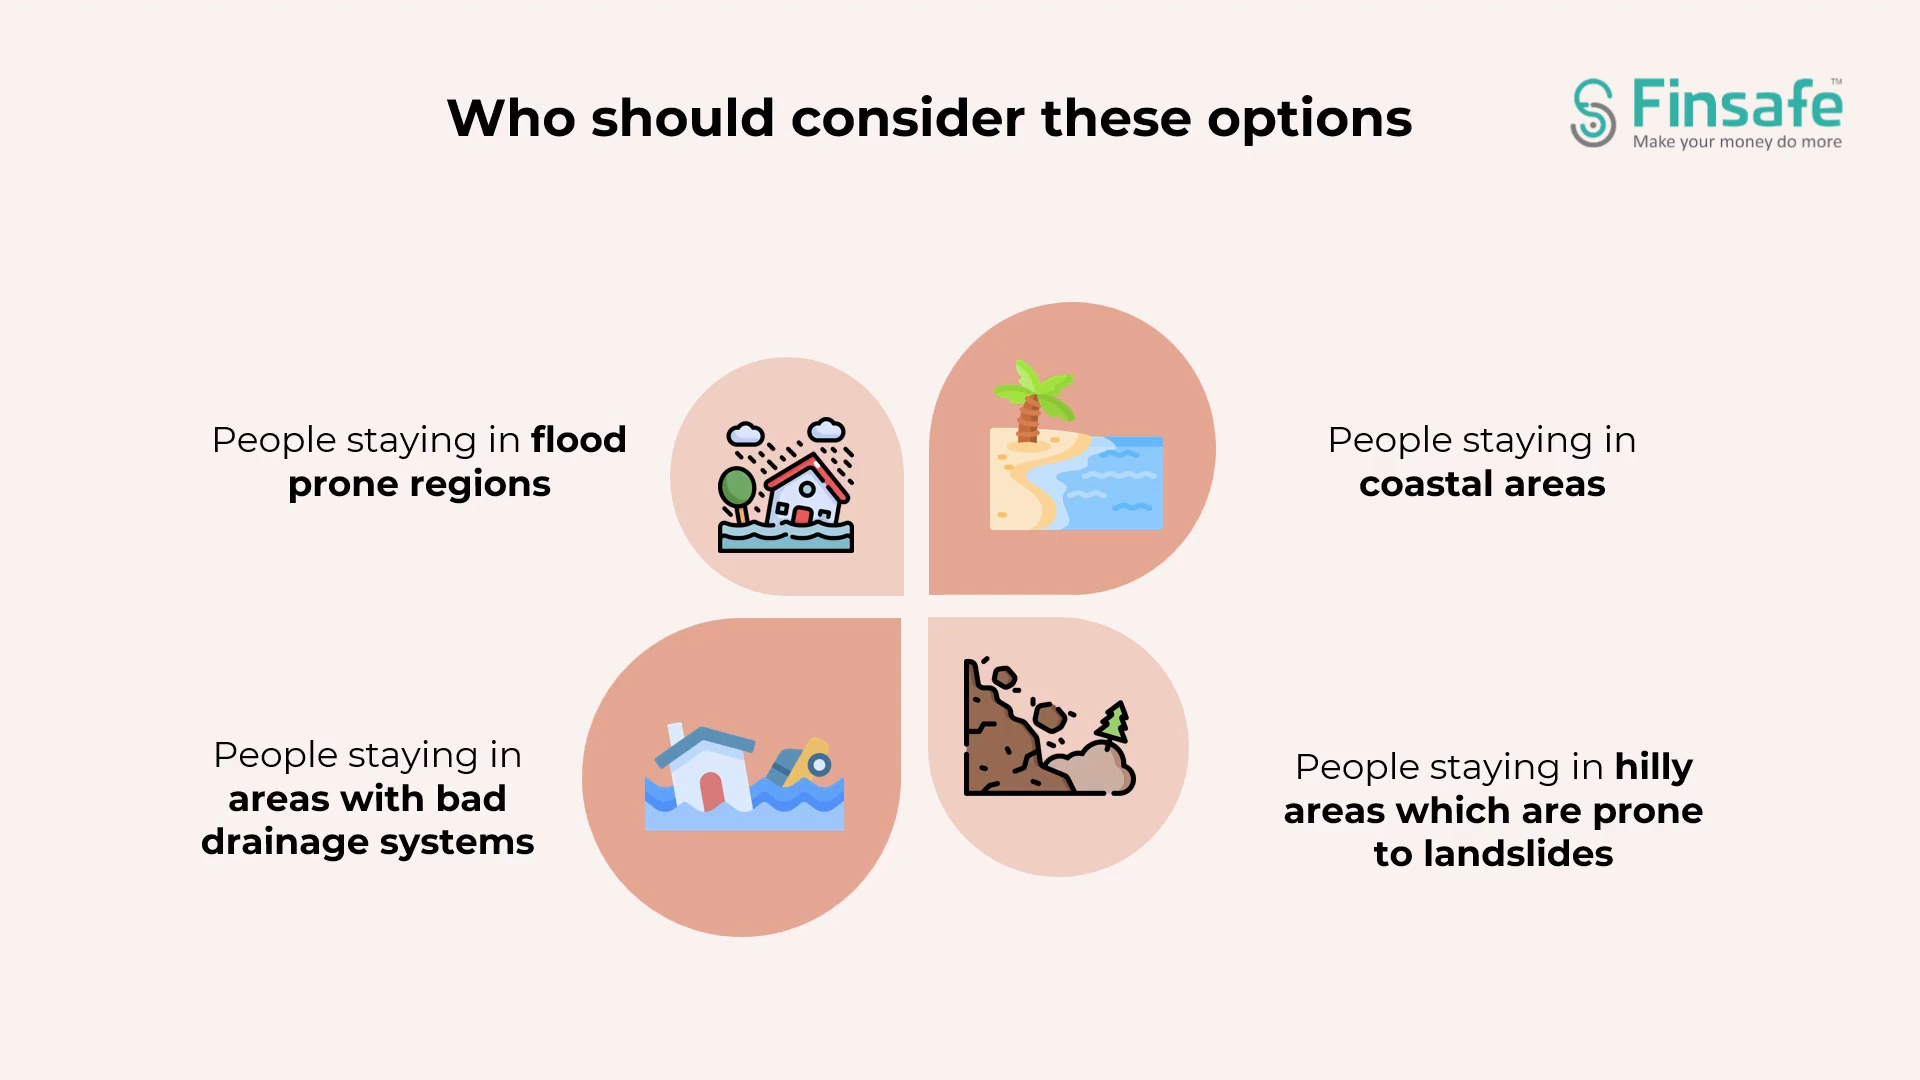 Who should consider these options
Finsafe™
Make your money do more
People staying in flood
prone regions
People staying in
coastal areas
People staying in
areas with bad
drainage systems
People staying in hilly
areas which are prone
to landslides